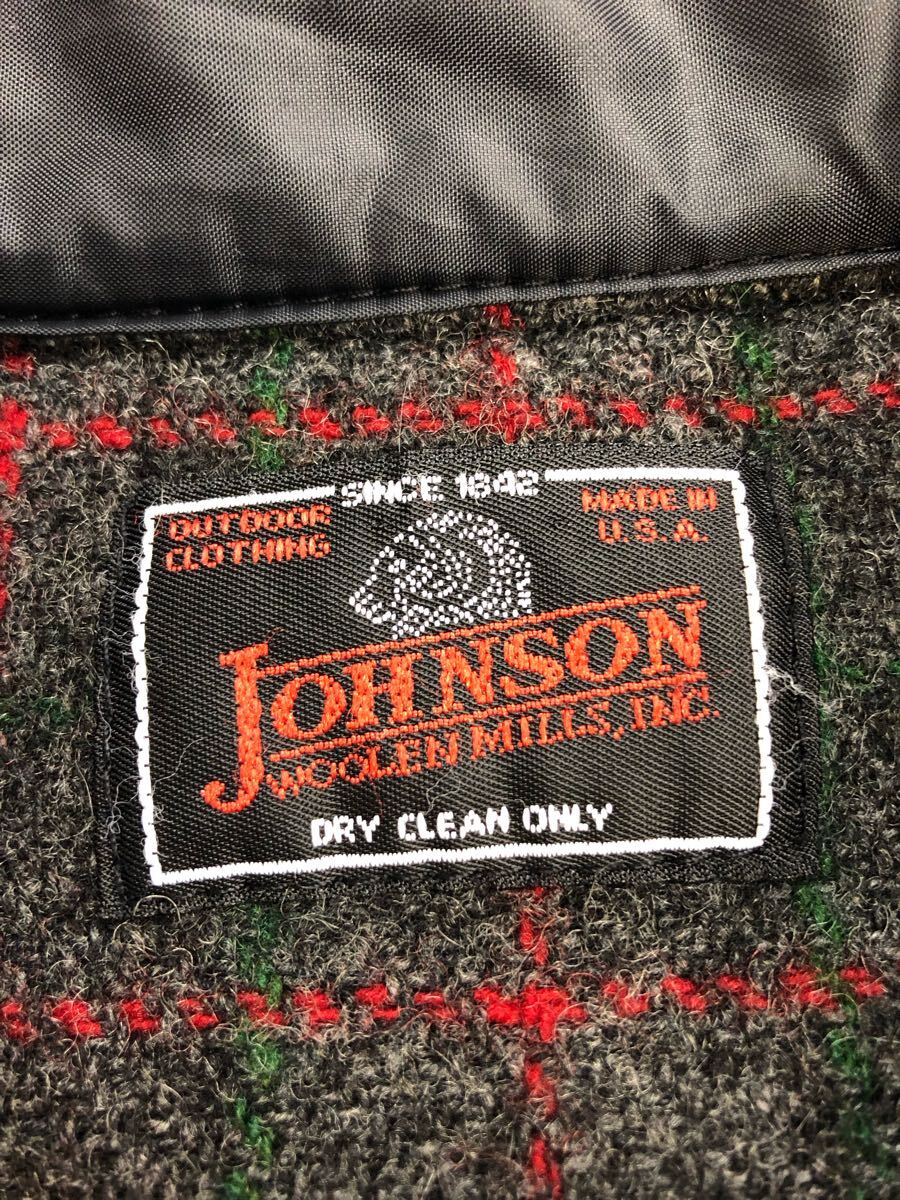 SINCE 1842
OUTDOOR
CLOTHING
MADE IN
U.S.A.
JOHNSON
WOOLEN MILLS, INC.
DRY CLEAN ONLY